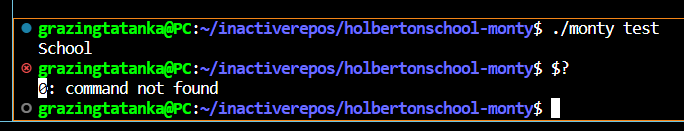 grazingtatanka@PC:~/inactiverepos/holbertonschool-monty$ ./monty test
School
grazingtatanka@PC:~/inactiverepos/holbertonschool-monty$ $?
0: command not found
grazingtatanka@PC:~/inactiverepos/holbertonschool-monty$